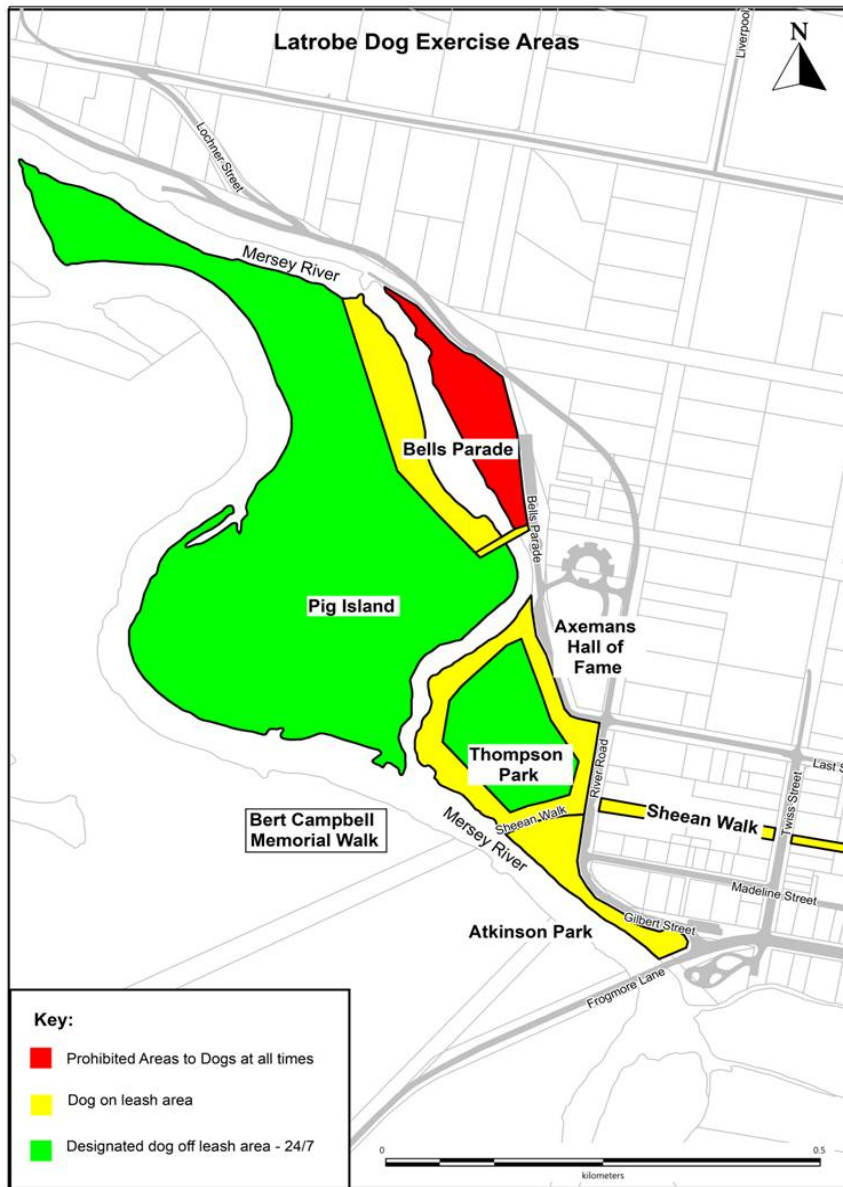 Latrobe Dog Exercise Areas
N
Liverpool
Lochner Street
Mersey River
Bells Parade
Bells Parade
Pig Island
Axemans
Hall of
Fame
Thompson
Park
River Road
Last S
Twiss Street
Sheean Walk
Sheean Walk
Bert Campbell
Memorial Walk
Mersey River
Madeline Street
Gilbert Street
Atkinson Park
Frogmore Lane
Key:
Prohibited Areas to Dogs at all times
Dog on leash area
Designated dog off leash area - 24/7
0 0.5
kilometers